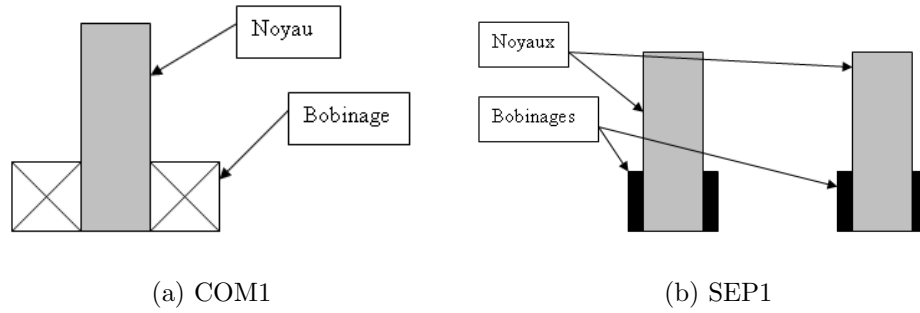 Noyau
Bobinage
Noyaux
Bobinages
(a) COM1
(b) SEP1